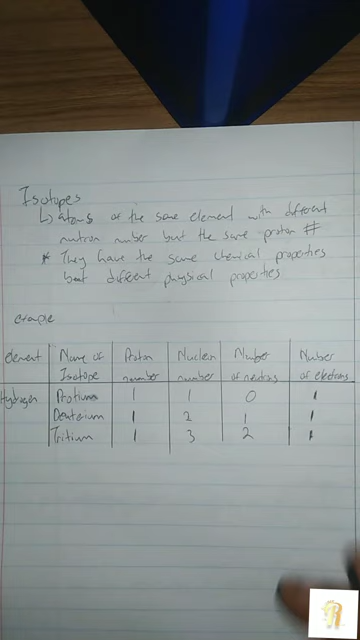 Isotopes
↳ atoms of the same element with different
nutron number but the same proton #
* They have the same chemical properties
but different physical properties
example
element | Name of Isotope | Proton number | Nuclein number | Number of neutrons | Number of electrons
Hydrogen | Protium | 1 | 1 | 0 | 1
Deuterium | 1 | 2 | 1 | 1
Tritium | 1 | 3 | 2 | 1